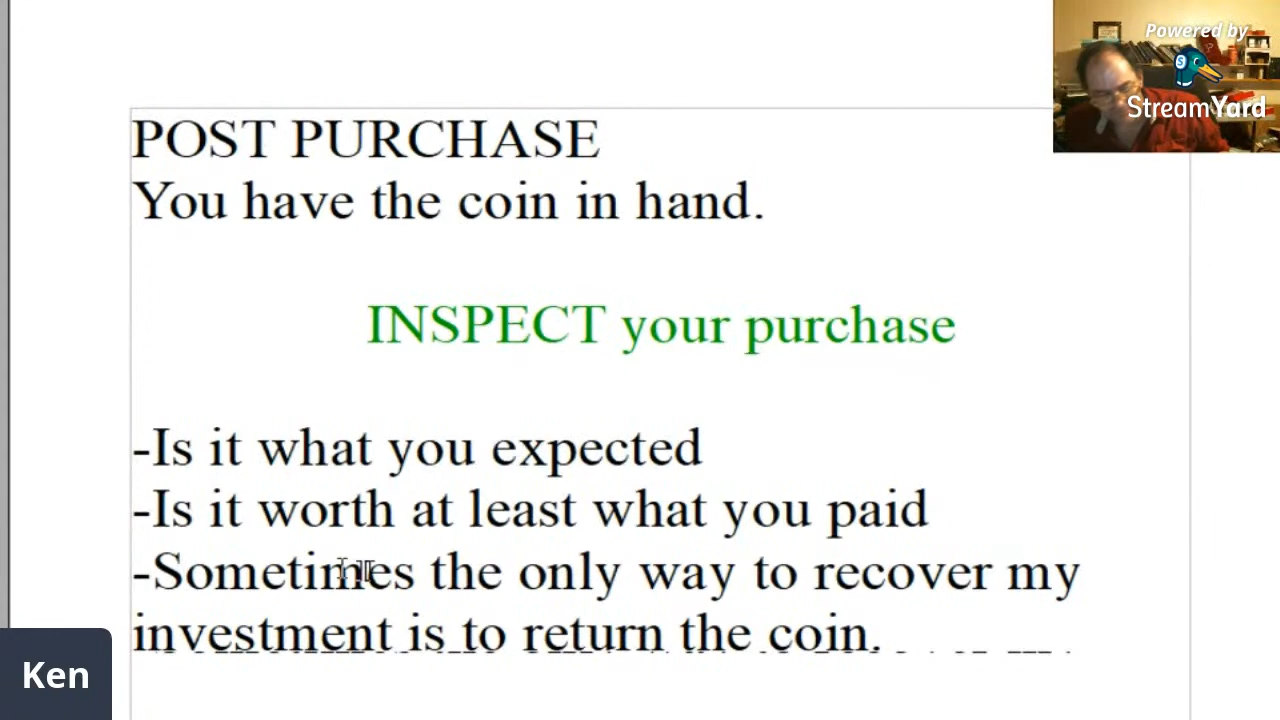 Powered by
StreamYard
POST PURCHASE
You have the coin in hand.
INSPECT your purchase
-Is it what you expected
-Is it worth at least what you paid
-Sometimes the only way to recover my
investment is to return the coin.
Ken